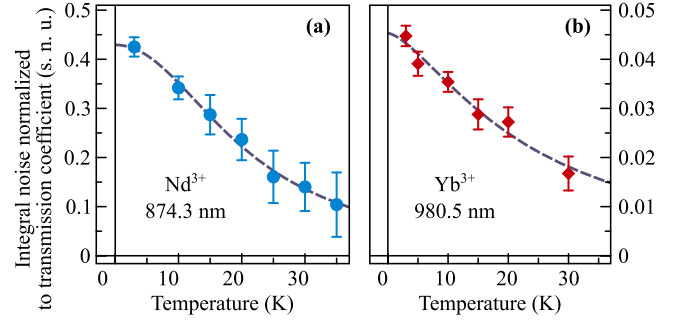 Integral noise normalized
to transmission coefficient (s. n. u.)
0.5
0.4
0.3
0.2
0.1
0
(a)
Nd3+
874.3 nm
0 10 20 30
Temperature (K)
(b)
Yb3+
980.5 nm
0 10 20 30
Temperature (K)
0.05
0.04
0.03
0.02
0.01
0